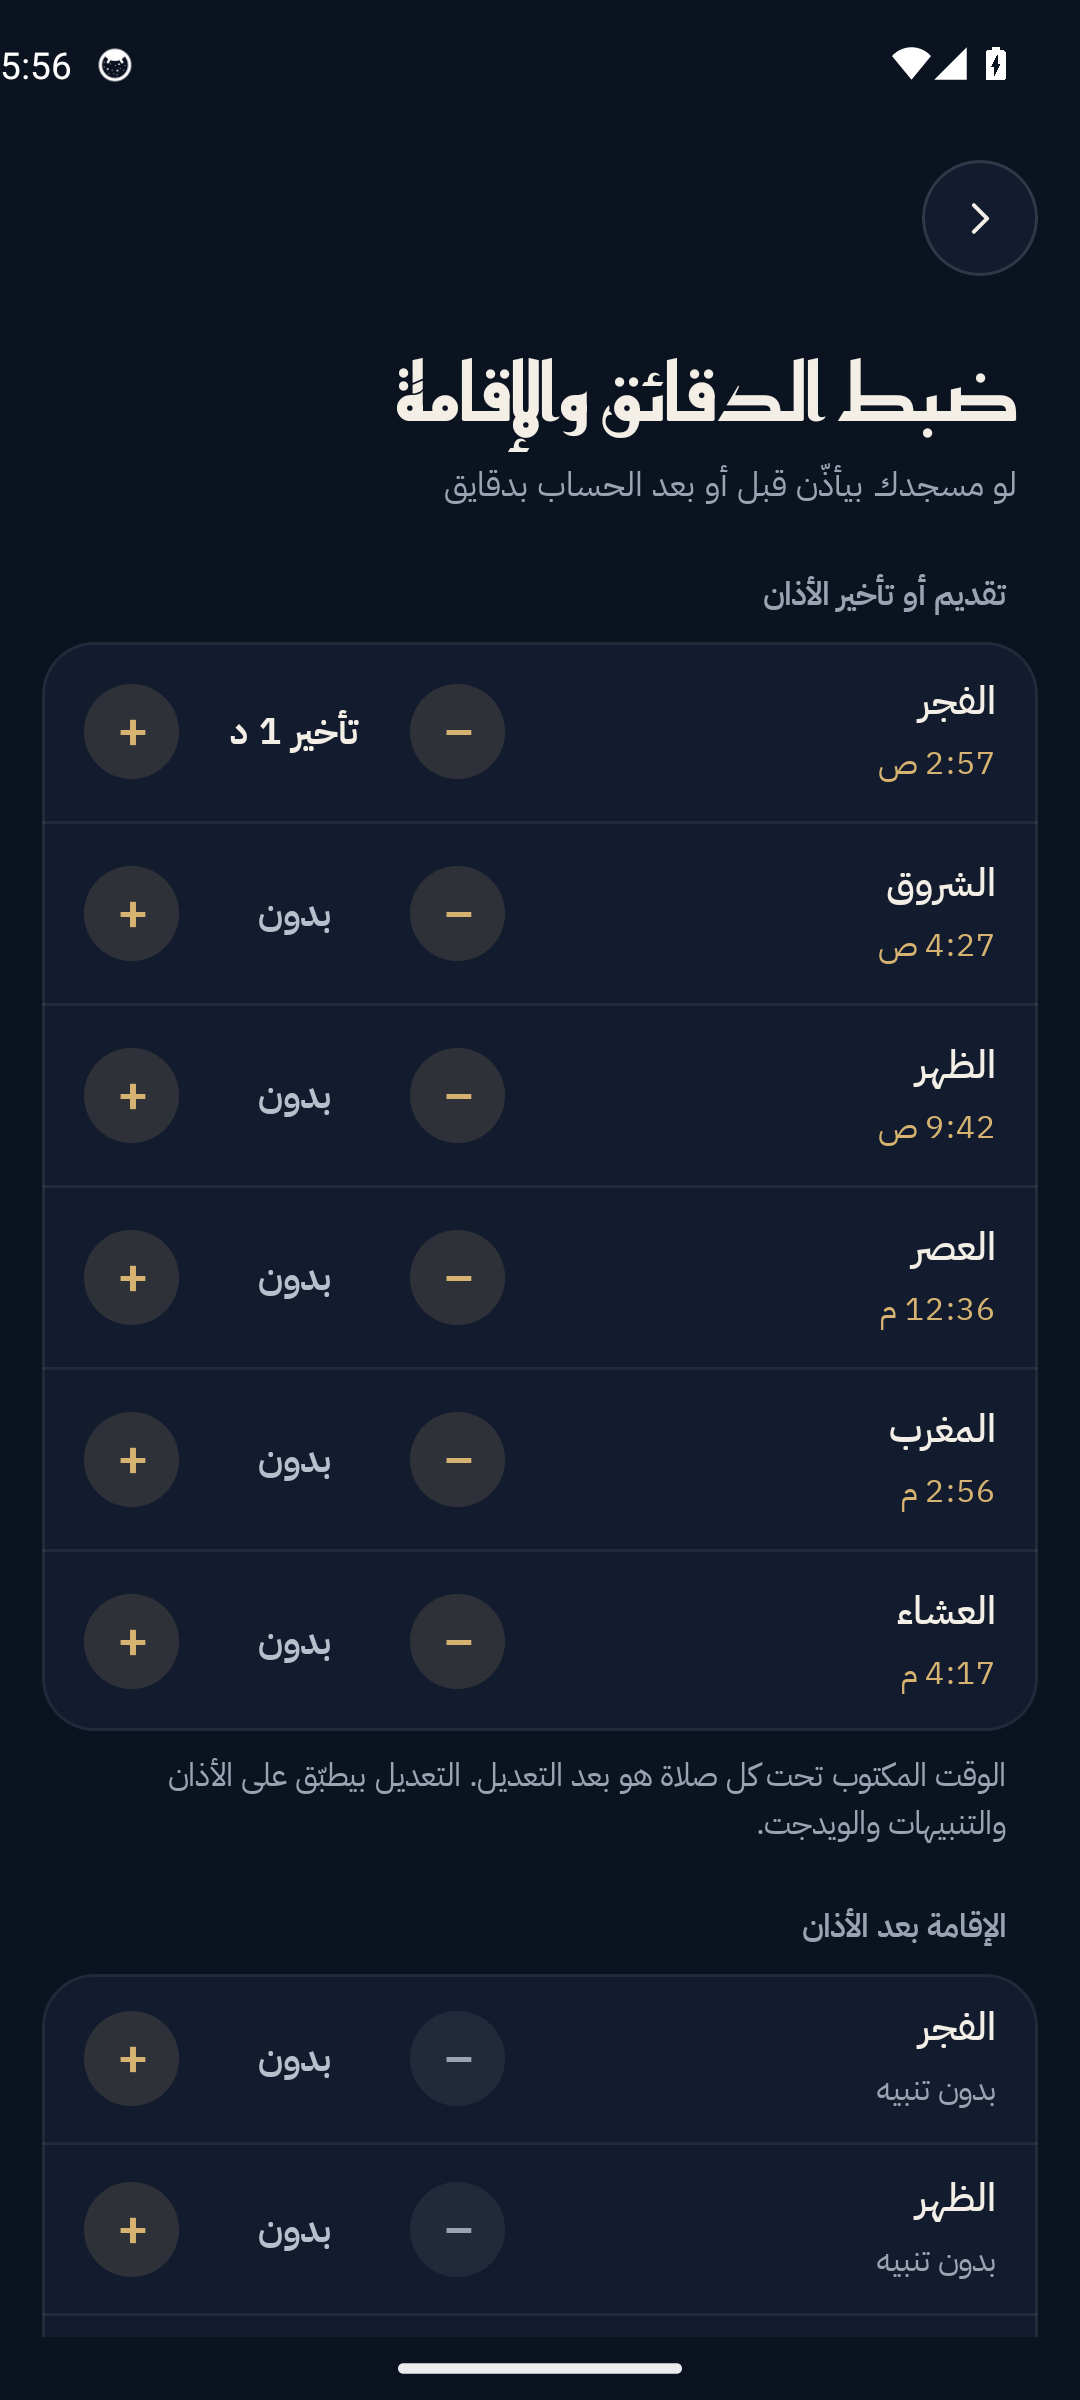 5:56
ضبط الدقائق والإقامة
لو مسجدك بيأذّن قبل أو بعد الحساب بدقايق
تقديم أو تأخير الأذان
الفجر
2:57 ص
– تأخير 1 د +
الشروق
4:27 ص
– بدون +
الظهر
9:42 ص
– بدون +
العصر
12:36 م
– بدون +
المغرب
2:56 م
– بدون +
العشاء
4:17 م
– بدون +
الوقت المكتوب تحت كل صلاة هو بعد التعديل. التعديل بيطبّق على الأذان
والتنبيهات والويدجت.
الإقامة بعد الأذان
الفجر
بدون تنبيه
– بدون +
الظهر
بدون تنبيه
– بدون +